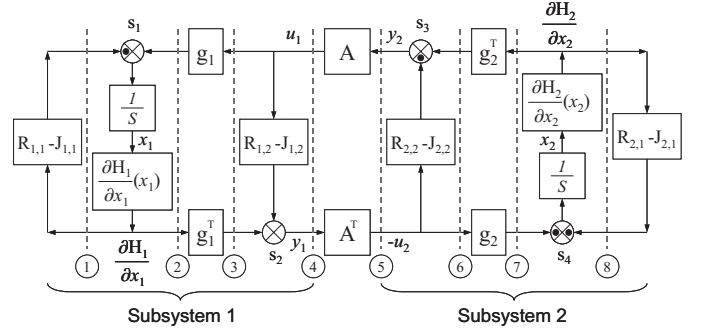 s₁ u₁ y₂ s₃ ∂H₂/∂x₂
g₁ A g₂ᵀ
1/S ∂H₂/∂x₂(x₂)
x₁ x₂
R₁,₁-J₁,₁ R₁,₂-J₁,₂ R₂,₂-J₂,₂ R₂,₁-J₂,₁
∂H₁/∂x₁(x₁) 1/S
g₁ᵀ Aᵀ g₂
∂H₁/∂x₁ s₂ y₁ -u₂ s₄
1 2 3 4 5 6 7 8
Subsystem 1 Subsystem 2